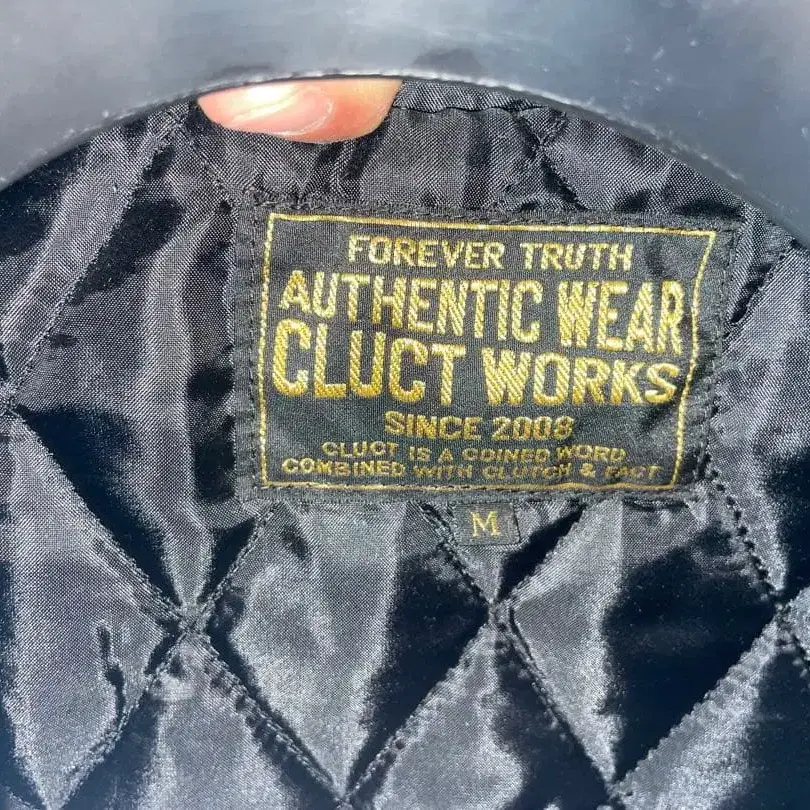 FOREVER TRUTH
AUTHENTIC WEAR
CLUCT WORKS
SINCE 2008
CLUCT IS A COINED WORD
COMBINED WITH CLUTCH & FACT
M